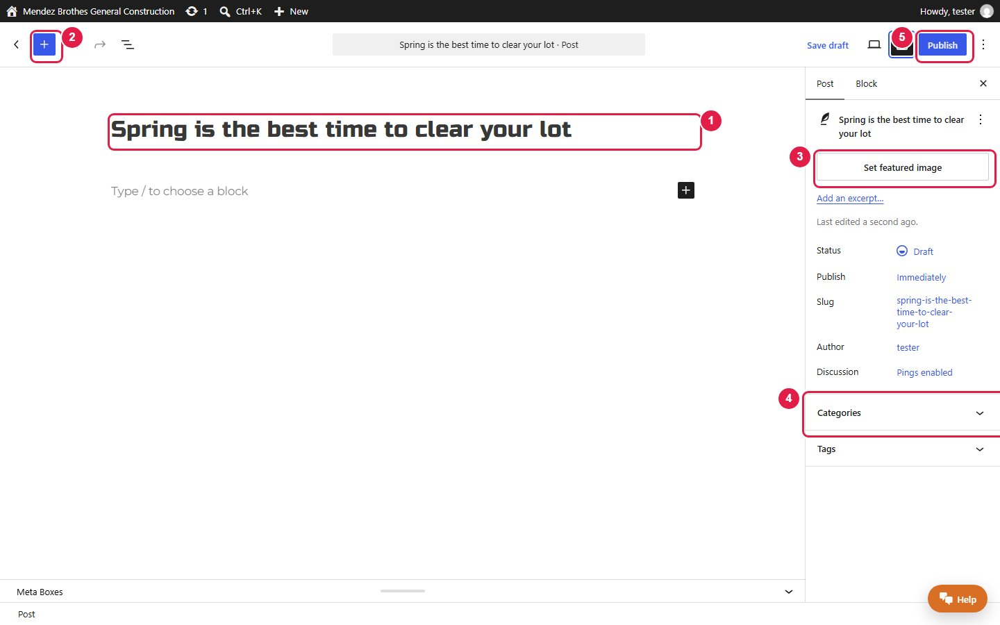 Mendez Brothes General Construction 1 Ctrl+K New Howdy, tester
2
Spring is the best time to clear your lot · Post
Save draft
5
Publish
Post Block
Spring is the best time to clear your lot
1
Type / to choose a block
Spring is the best time to clear
your lot
3
Set featured image
Add an excerpt...
Last edited a second ago.
Status Draft
Publish Immediately
Slug spring-is-the-best-
time-to-clear-
your-lot
Author tester
Discussion Pings enabled
4
Categories
Tags
Meta Boxes
Post
Help